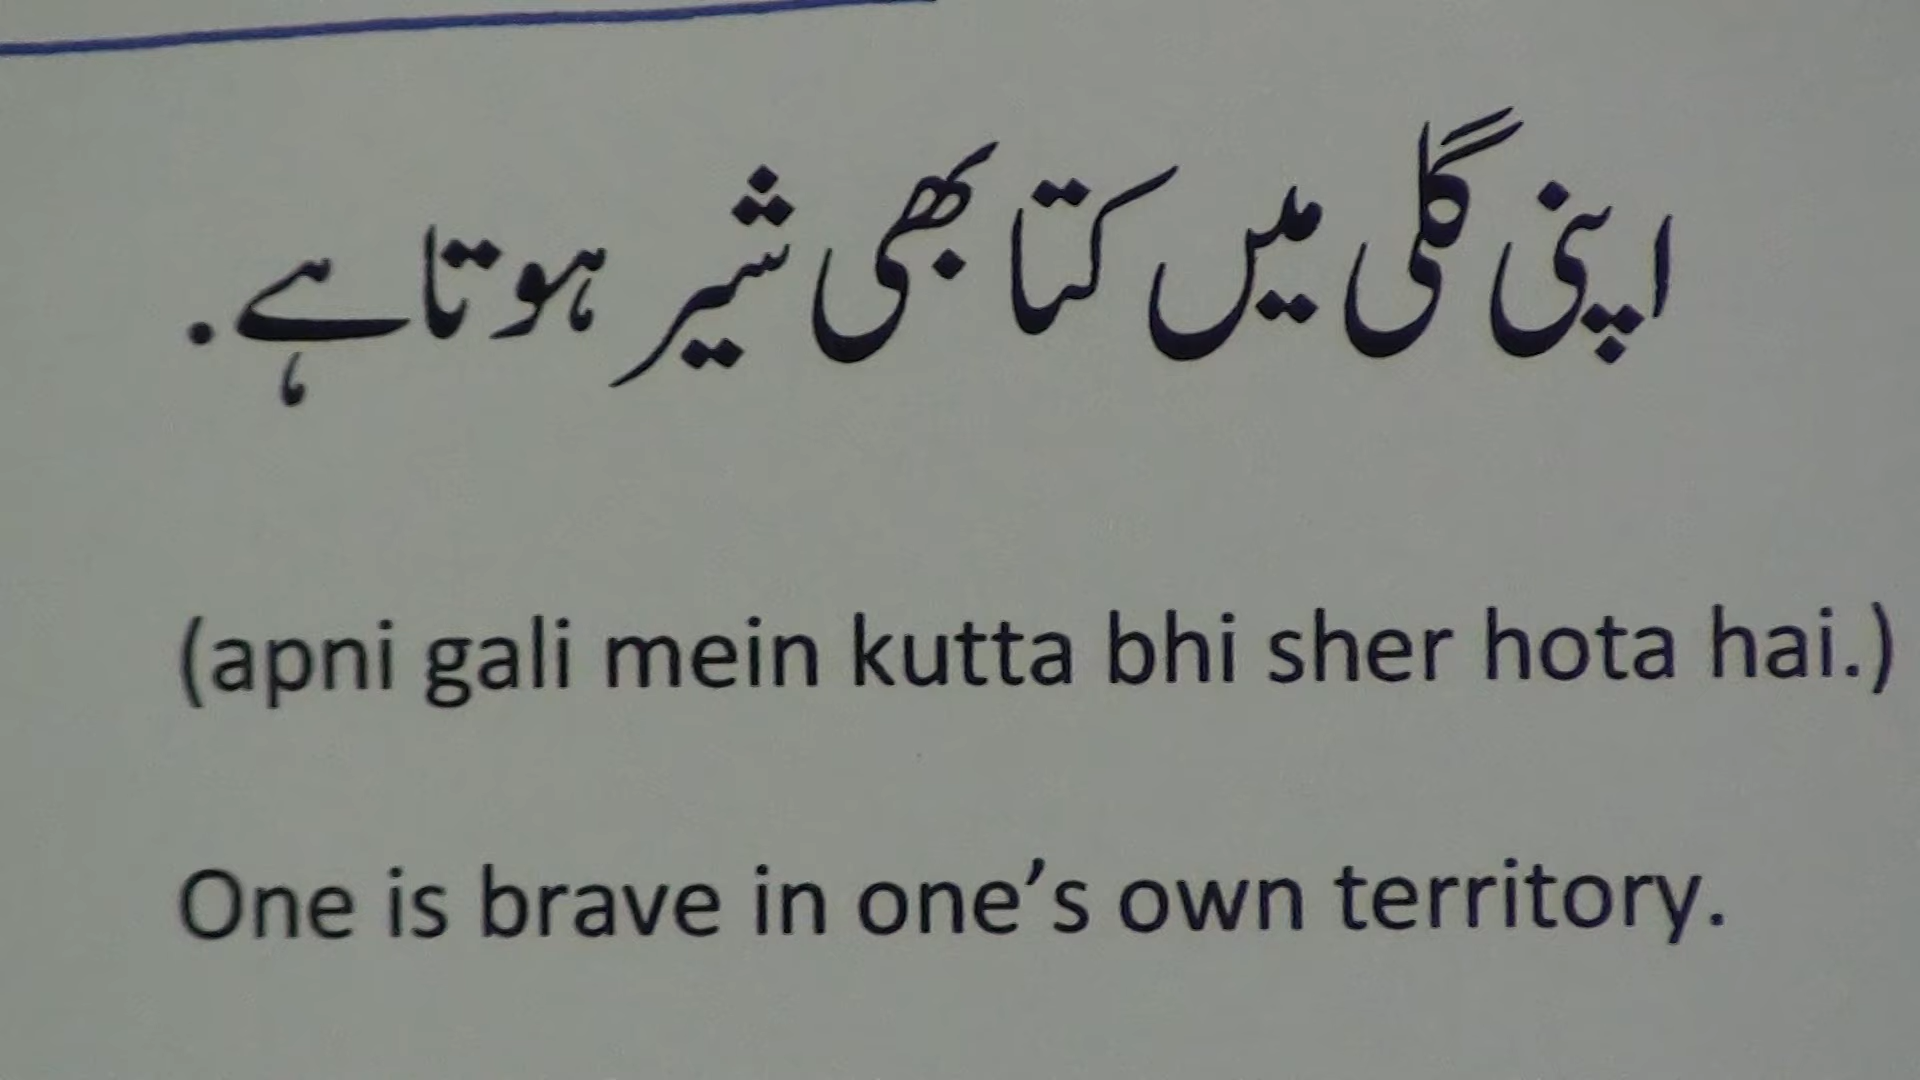 اپنی گلی میں کتا بھی شیر ہوتا ہے.
(apni gali mein kutta bhi sher hota hai.)
One is brave in one’s own territory.